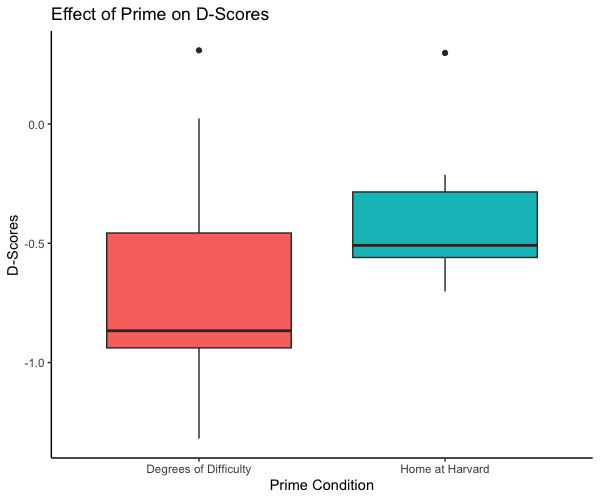 Effect of Prime on D-Scores
D-Scores
0.0
-0.5
-1.0
Degrees of Difficulty
Home at Harvard
Prime Condition